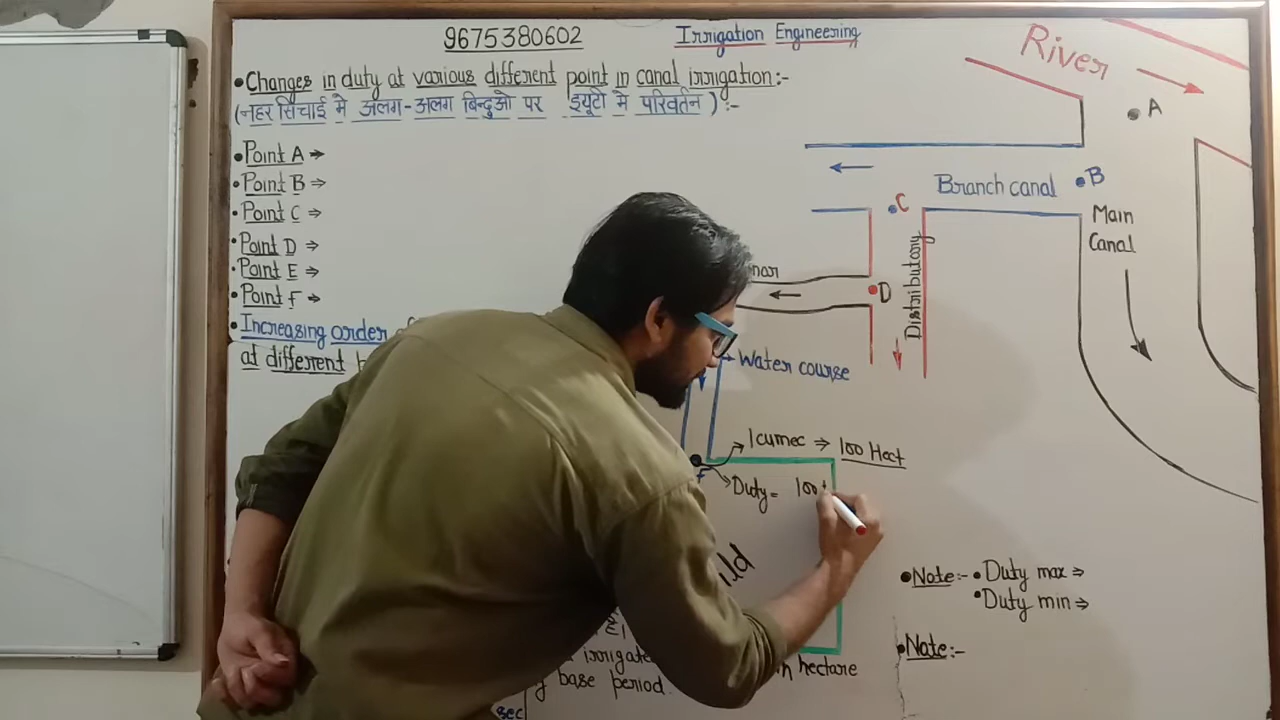 9675380602
Irrigation Engineering
•Changes in duty at various different point in canal irrigation:-
(नहर सिंचाई मे अलग-अलग बिन्दुओ पर ड्यूटी मे परिवर्तन ) :-
•Point A →
•Point B ⇒
•Point C ⇒
•Point D ⇒
•Point E ⇒
•Point F →
•Increasing order
at different
River
A
B
Branch canal
C
Main
Canal
D
Distributory
Water course
1cumec ⇒ 100 Hect
F
Duty = 100
irrigate
hectare
base period.
sec
•Note:- •Duty max ⇒
•Duty min ⇒
•Note:-